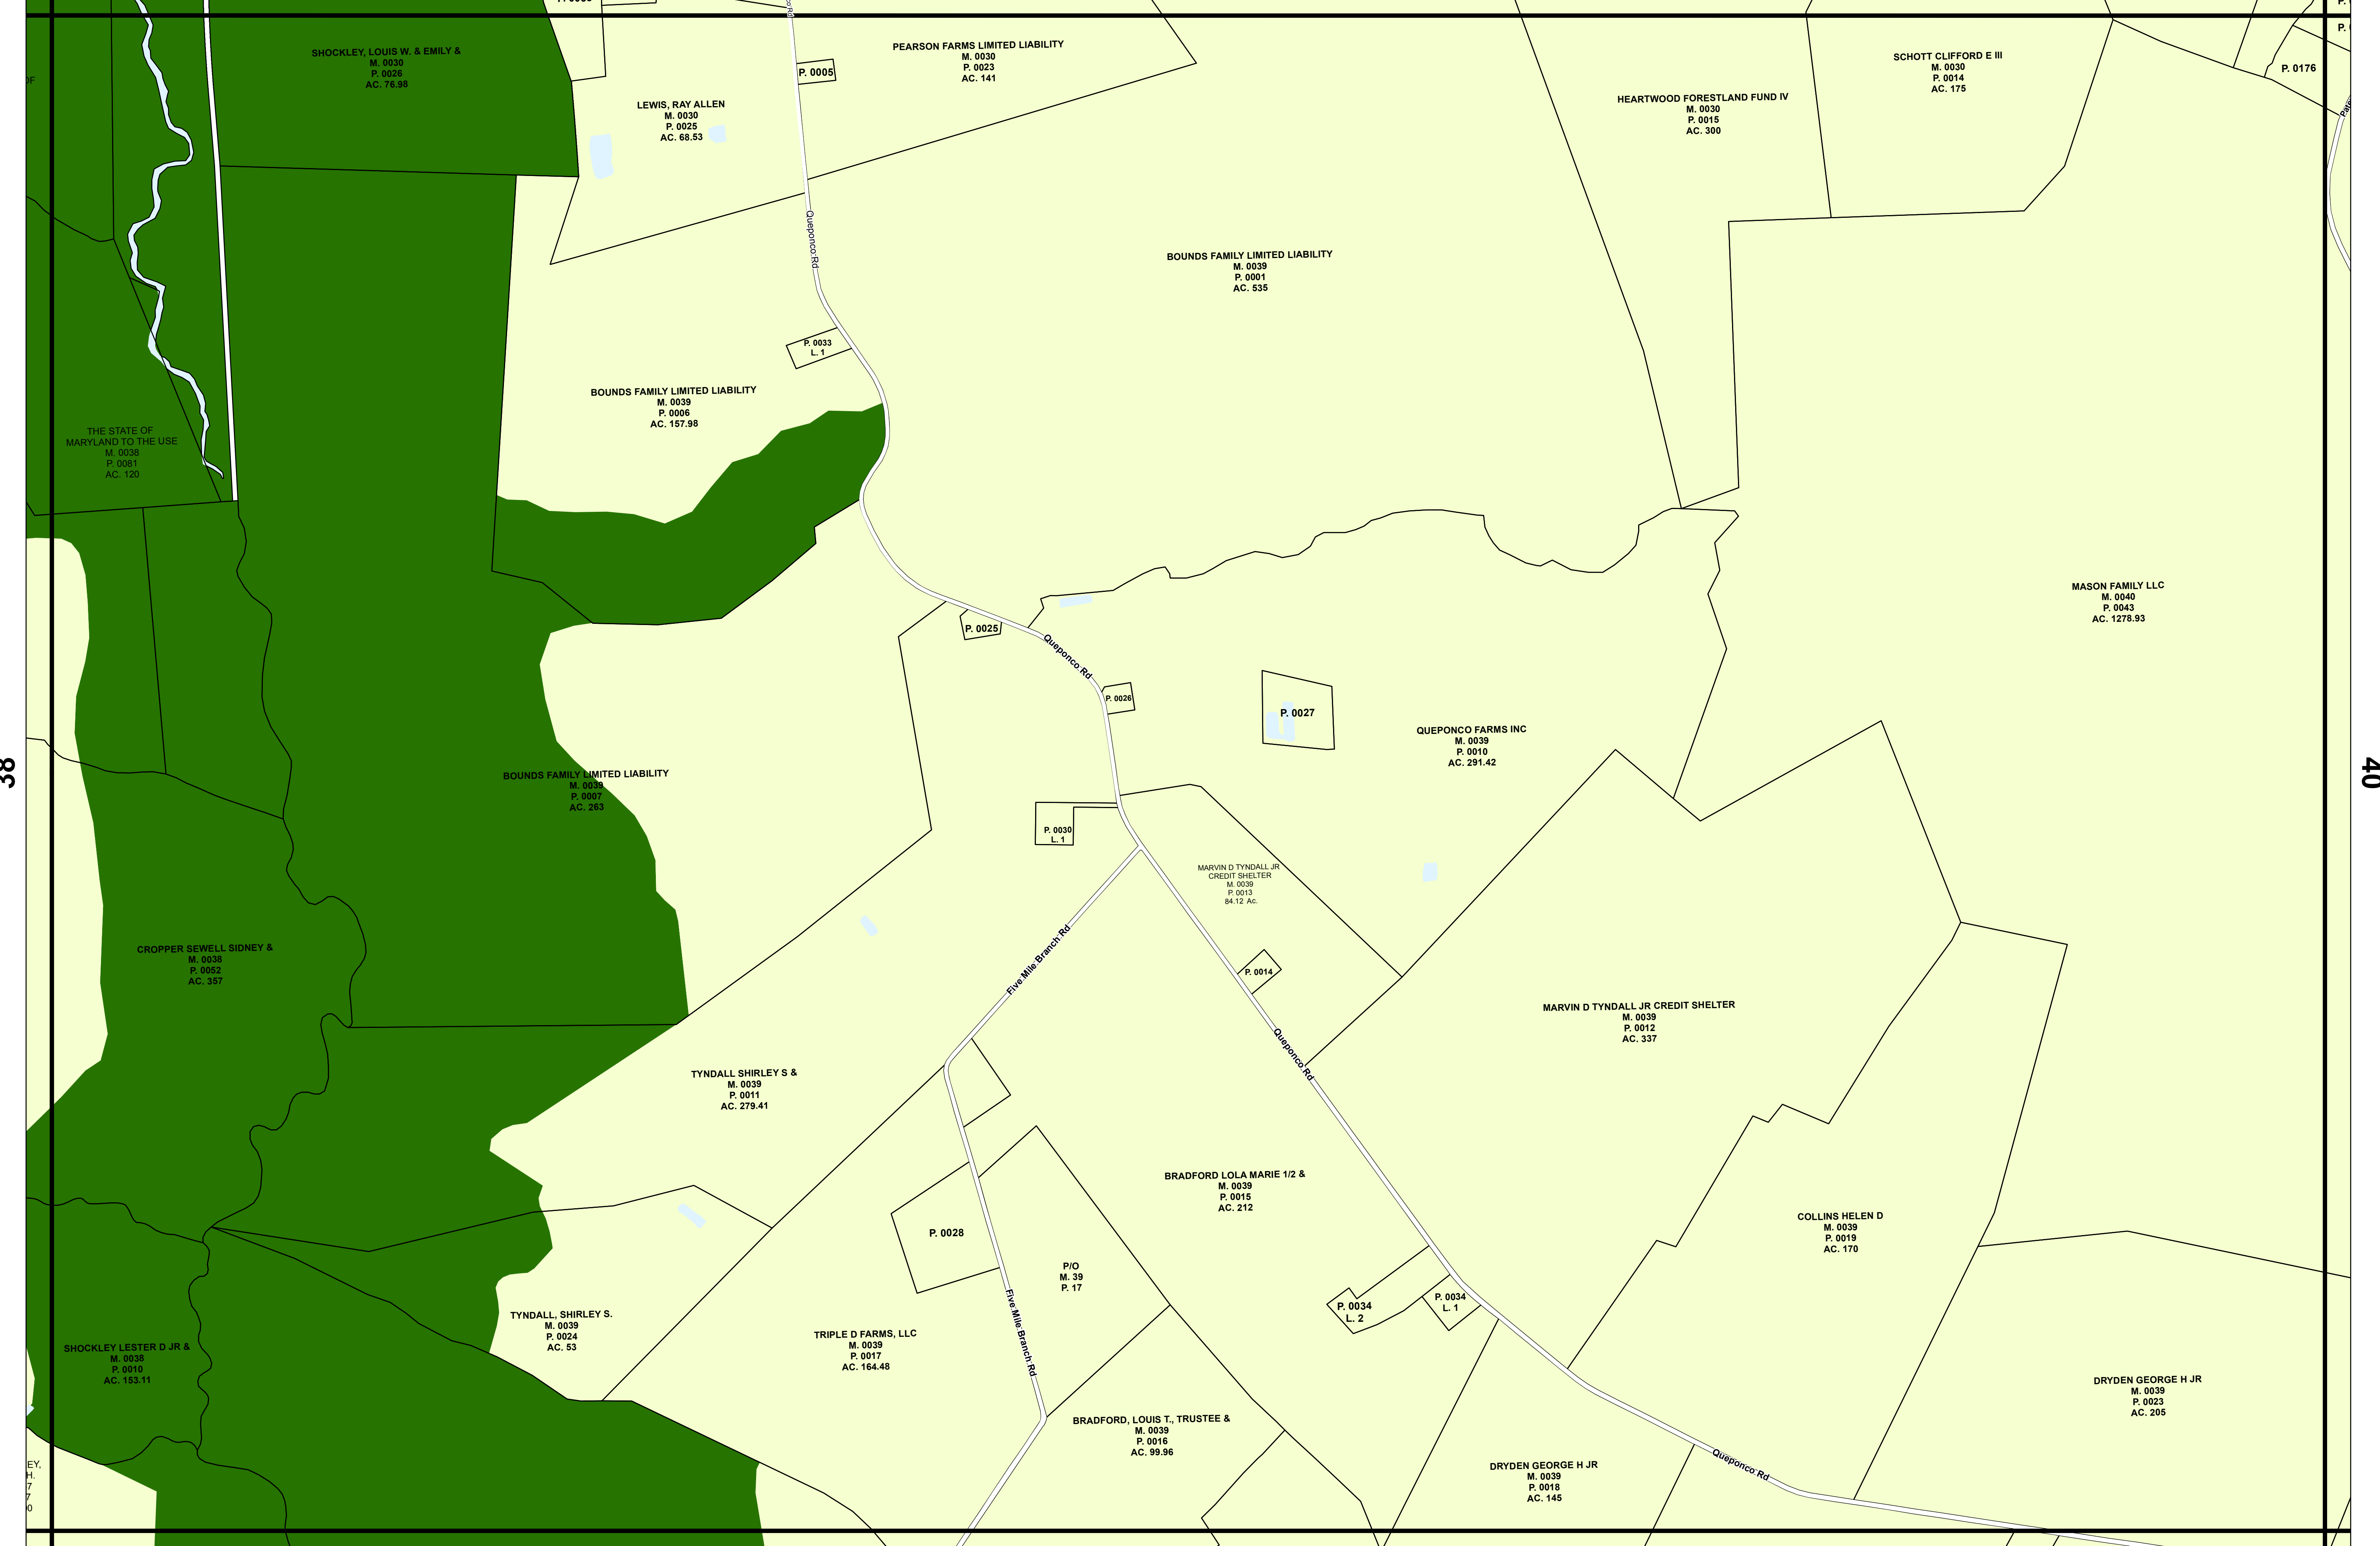 P. 0
P. 0
SHOCKLEY, LOUIS W. & EMILY &
M. 0030
P. 0026
AC. 76.98
OF
LEWIS, RAY ALLEN
M. 0030
P. 0025
AC. 68.53
P. 0005
PEARSON FARMS LIMITED LIABILITY
M. 0030
P. 0023
AC. 141
HEARTWOOD FORESTLAND FUND IV
M. 0030
P. 0015
AC. 300
SCHOTT CLIFFORD E III
M. 0030
P. 0014
AC. 175
P. 0176
Queponco Rd
BOUNDS FAMILY LIMITED LIABILITY
M. 0039
P. 0001
AC. 535
P. 0033
L. 1
BOUNDS FAMILY LIMITED LIABILITY
M. 0039
P. 0006
AC. 157.98
THE STATE OF
MARYLAND TO THE USE
M. 0038
P. 0081
AC. 120
MASON FAMILY LLC
M. 0040
P. 0043
AC. 1278.93
P. 0025
Queponco Rd
P. 0026
P. 0027
QUEPONCO FARMS INC
M. 0039
P. 0010
AC. 291.42
38
40
BOUNDS FAMILY LIMITED LIABILITY
M. 0039
P. 0007
AC. 263
P. 0030
L. 1
MARVIN D TYNDALL JR
CREDIT SHELTER
M. 0039
P. 0013
84.12 Ac.
Five Mile Branch Rd
P. 0014
CROPPER SEWELL SIDNEY &
M. 0038
P. 0052
AC. 357
Queponco Rd
MARVIN D TYNDALL JR CREDIT SHELTER
M. 0039
P. 0012
AC. 337
TYNDALL SHIRLEY S &
M. 0039
P. 0011
AC. 279.41
BRADFORD LOLA MARIE 1/2 &
M. 0039
P. 0015
AC. 212
P. 0028
P/O
M. 39
P. 17
COLLINS HELEN D
M. 0039
P. 0019
AC. 170
P. 0034
L. 2
P. 0034
L. 1
TYNDALL, SHIRLEY S.
M. 0039
P. 0024
AC. 53
Five Mile Branch Rd
TRIPLE D FARMS, LLC
M. 0039
P. 0017
AC. 164.48
SHOCKLEY LESTER D JR &
M. 0038
P. 0010
AC. 153.11
DRYDEN GEORGE H JR
M. 0039
P. 0023
AC. 205
BRADFORD, LOUIS T., TRUSTEE &
M. 0039
P. 0016
AC. 99.96
Queponco Rd
DRYDEN GEORGE H JR
M. 0039
P. 0018
AC. 145
EY,
H.
7
7
0